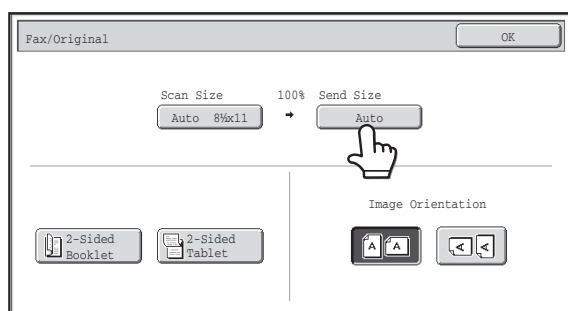 Fax/Original
OK
Scan Size 100% Send Size
Auto 8½x11 → Auto
Image Orientation
2-Sided
Booklet
2-Sided
Tablet
A A A A